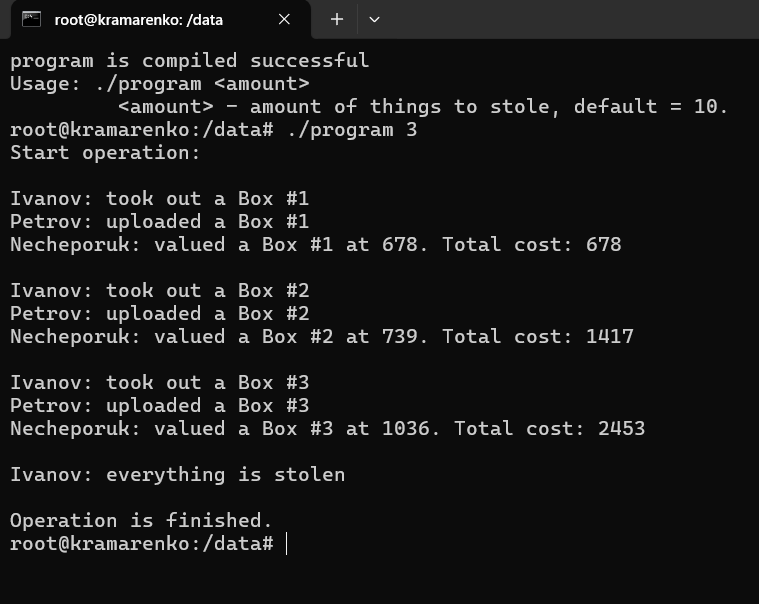 root@kramarenko: /data
program is compiled successful
Usage: ./program <amount>
<amount> - amount of things to stole, default = 10.
root@kramarenko:/data# ./program 3
Start operation:
Ivanov: took out a Box #1
Petrov: uploaded a Box #1
Necheporuk: valued a Box #1 at 678. Total cost: 678
Ivanov: took out a Box #2
Petrov: uploaded a Box #2
Necheporuk: valued a Box #2 at 739. Total cost: 1417
Ivanov: took out a Box #3
Petrov: uploaded a Box #3
Necheporuk: valued a Box #3 at 1036. Total cost: 2453
Ivanov: everything is stolen
Operation is finished.
root@kramarenko:/data#